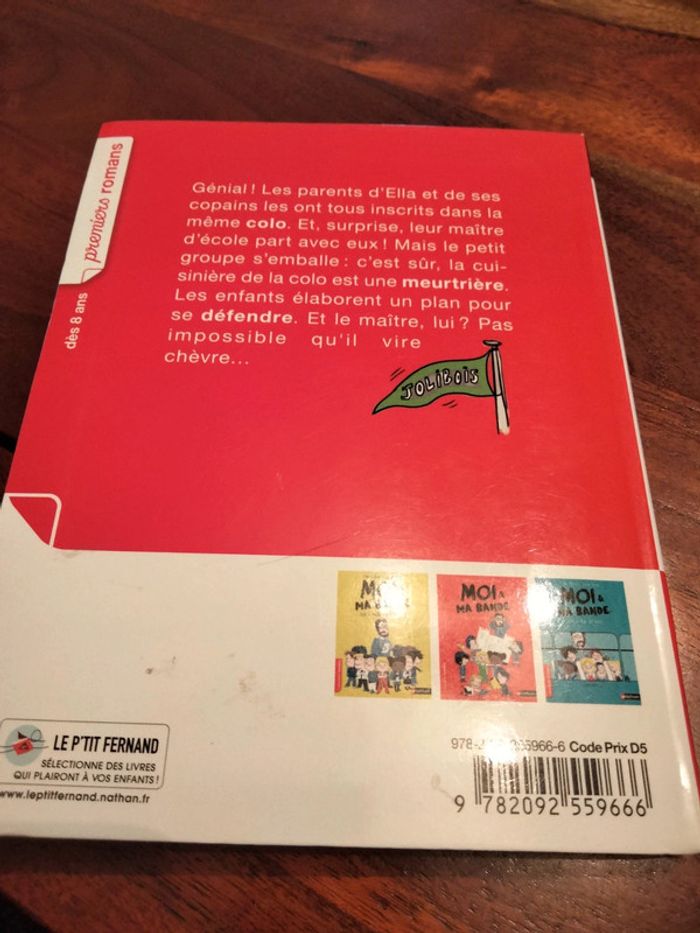 premiers romans
dès 8 ans
Génial ! Les parents d'Ella et de ses
copains les ont tous inscrits dans la
même colo. Et, surprise, leur maître
d'école part avec eux ! Mais le petit
groupe s'emballe : c'est sûr, la cui-
sinière de la colo est une meurtrière.
Les enfants élaborent un plan pour
se défendre. Et le maître, lui ? Pas
impossible qu'il vire
chèvre...
JOLIBOIS
MOI &
MA BANDE
MOI &
MA BANDE
MOI &
MA BANDE
LE P'TIT FERNAND
SÉLECTIONNE DES LIVRES
QUI PLAIRONT À VOS ENFANTS !
www.leptitfernand.nathan.fr
978- 5966-6 Code Prix D5
9 782092 559666